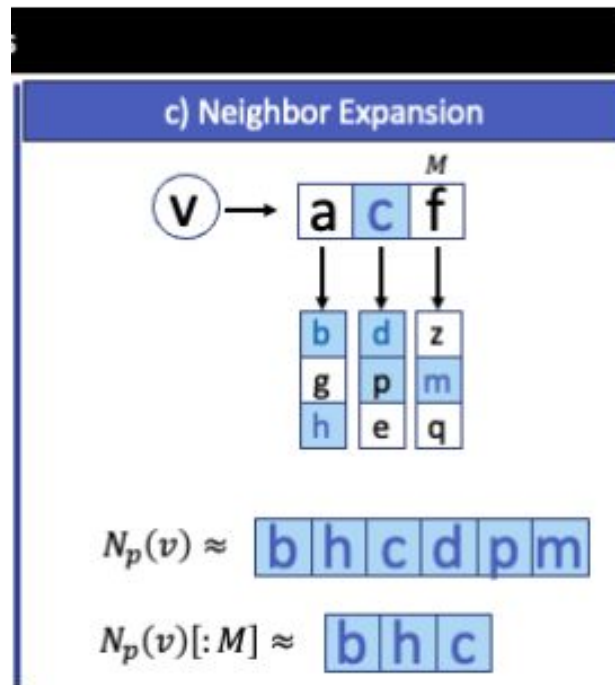 s
c) Neighbor Expansion
M
v a c f
b d z
g p m
h e q
N_p(v) ≈ b h c d p m
N_p(v)[:M] ≈ b h c